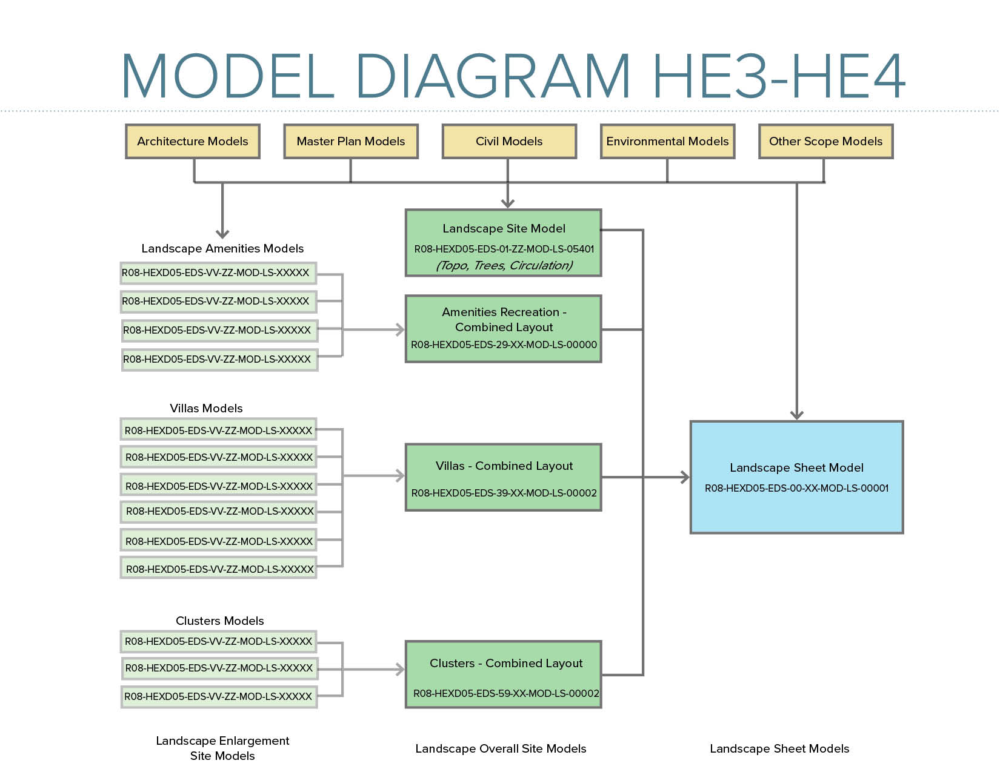 MODEL DIAGRAM HE3-HE4
Architecture Models
Master Plan Models
Civil Models
Environmental Models
Other Scope Models
Landscape Amenities Models
R08-HEXD05-EDS-VV-ZZ-MOD-LS-XXXXX
R08-HEXD05-EDS-VV-ZZ-MOD-LS-XXXXX
R08-HEXD05-EDS-VV-ZZ-MOD-LS-XXXXX
R08-HEXD05-EDS-VV-ZZ-MOD-LS-XXXXX
Landscape Site Model
R08-HEXD05-EDS-01-ZZ-MOD-LS-05401
(Topo, Trees, Circulation)
Amenities Recreation -
Combined Layout
R08-HEXD05-EDS-29-XX-MOD-LS-00000
Villas Models
R08-HEXD05-EDS-VV-ZZ-MOD-LS-XXXXX
R08-HEXD05-EDS-VV-ZZ-MOD-LS-XXXXX
R08-HEXD05-EDS-VV-ZZ-MOD-LS-XXXXX
R08-HEXD05-EDS-VV-ZZ-MOD-LS-XXXXX
R08-HEXD05-EDS-VV-ZZ-MOD-LS-XXXXX
R08-HEXD05-EDS-VV-ZZ-MOD-LS-XXXXX
Villas - Combined Layout
R08-HEXD05-EDS-39-XX-MOD-LS-00002
Landscape Sheet Model
R08-HEXD05-EDS-00-XX-MOD-LS-00001
Clusters Models
R08-HEXD05-EDS-VV-ZZ-MOD-LS-XXXXX
R08-HEXD05-EDS-VV-ZZ-MOD-LS-XXXXX
R08-HEXD05-EDS-VV-ZZ-MOD-LS-XXXXX
Clusters - Combined Layout
R08-HEXD05-EDS-59-XX-MOD-LS-00002
Landscape Enlargement
Site Models
Landscape Overall Site Models
Landscape Sheet Models